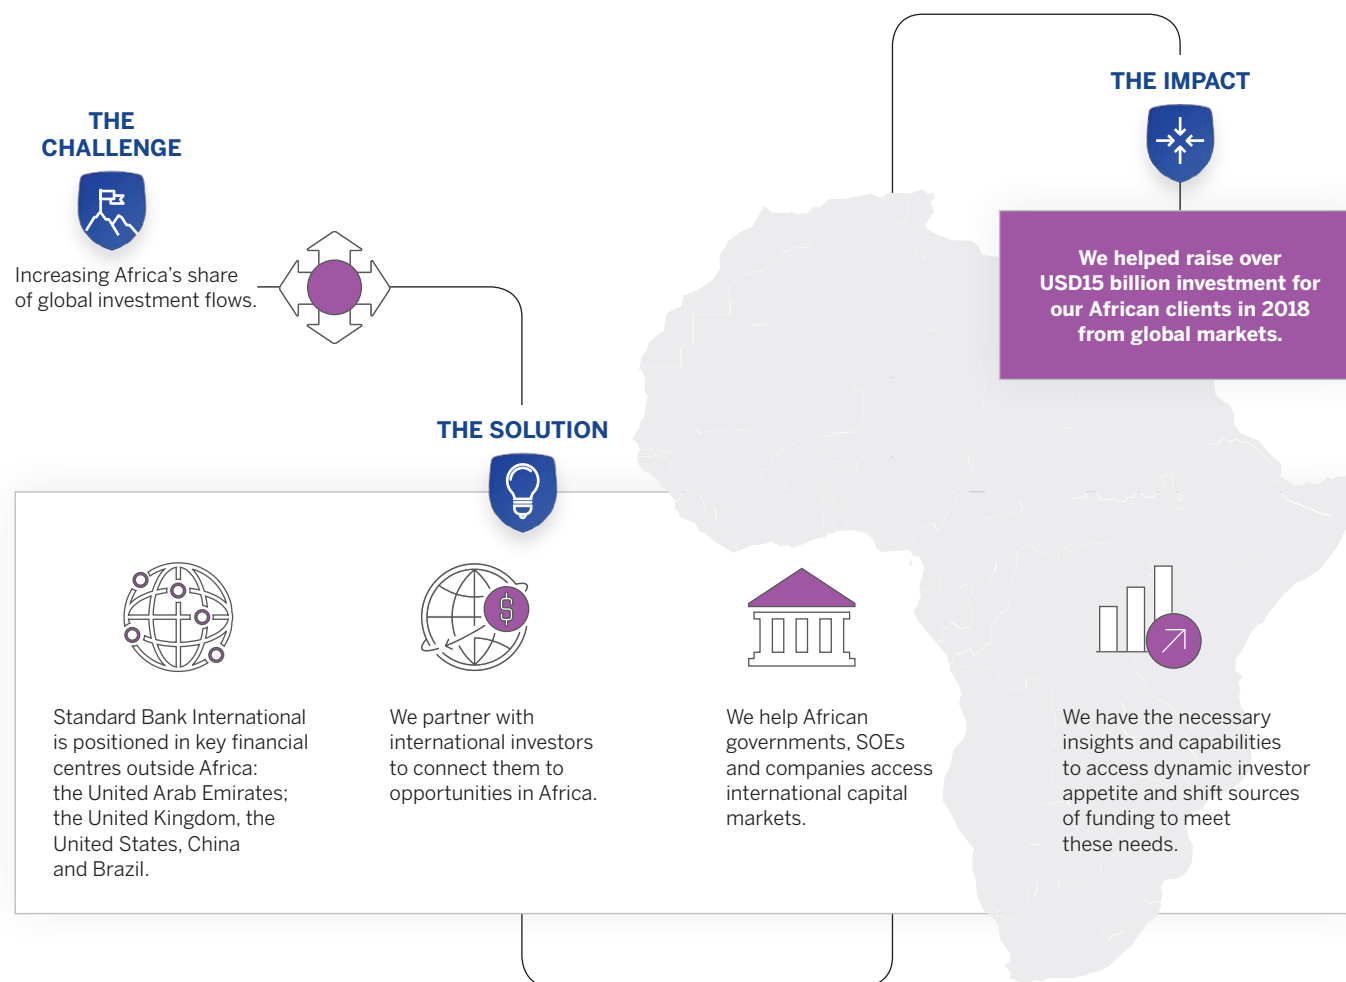 THE
CHALLENGE
Increasing Africa’s share
of global investment flows.
THE SOLUTION
Standard Bank International
is positioned in key financial
centres outside Africa:
the United Arab Emirates;
the United Kingdom, the
United States, China
and Brazil.
We partner with
international investors
to connect them to
opportunities in Africa.
$
We help African
governments, SOEs
and companies access
international capital
markets.
We have the necessary
insights and capabilities
to access dynamic investor
appetite and shift sources
of funding to meet
these needs.
THE IMPACT
We helped raise over
USD15 billion investment for
our African clients in 2018
from global markets.